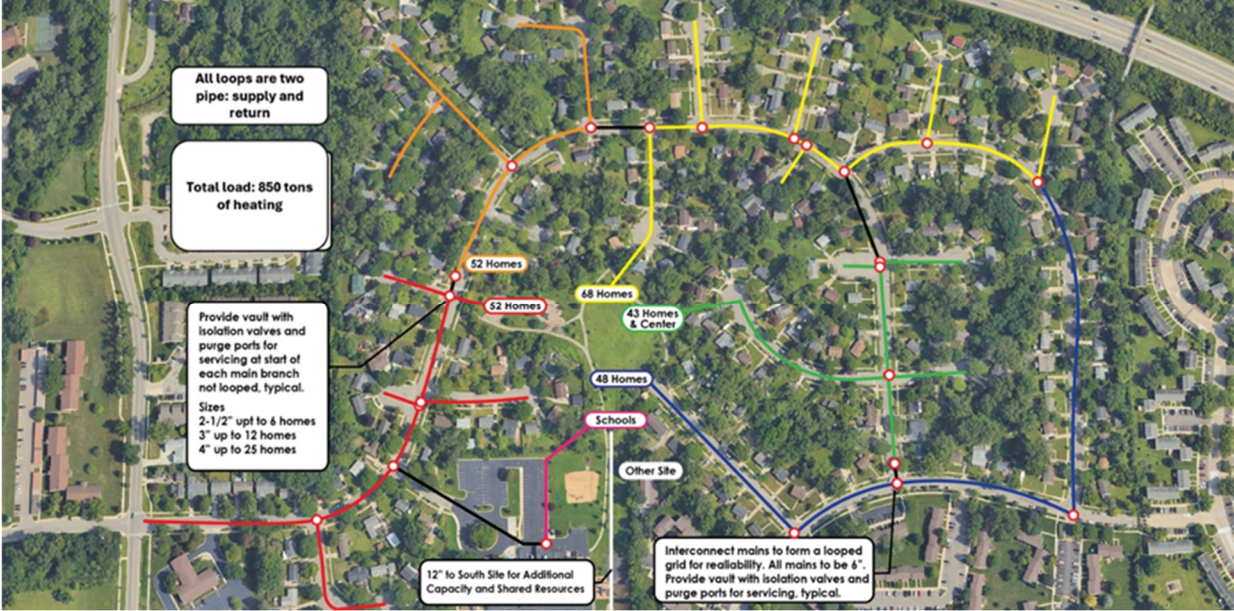 All loops are two
pipe: supply and
return
Total load: 850 tons
of heating
52 Homes
52 Homes
68 Homes
43 Homes
& Center
Provide vault with
isolation valves and
purge ports for
servicing at start of
each main branch
not looped, typical.
Sizes
2-1/2" upt to 6 homes
3" up to 12 homes
4" up to 25 homes
48 Homes
Schools
Other Site
12" to South Site for Additional
Capacity and Shared Resources
Interconnect mains to form a looped
grid for realiability. All mains to be 6".
Provide vault with isolation valves and
purge ports for servicing, typical.